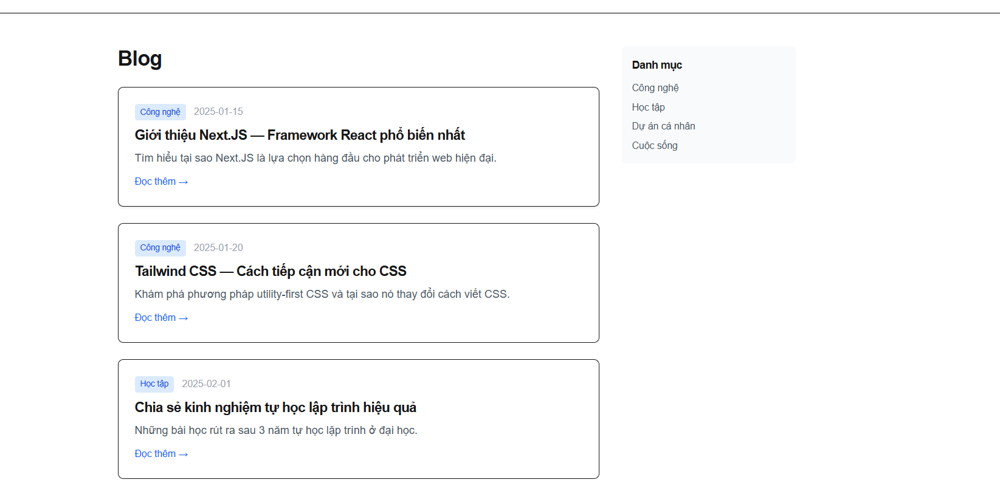 Blog
Công nghệ 2025-01-15
Giới thiệu Next.JS — Framework React phổ biến nhất
Tìm hiểu tại sao Next.JS là lựa chọn hàng đầu cho phát triển web hiện đại.
Đọc thêm →
Công nghệ 2025-01-20
Tailwind CSS — Cách tiếp cận mới cho CSS
Khám phá phương pháp utility-first CSS và tại sao nó thay đổi cách viết CSS.
Đọc thêm →
Học tập 2025-02-01
Chia sẻ kinh nghiệm tự học lập trình hiệu quả
Những bài học rút ra sau 3 năm tự học lập trình ở đại học.
Đọc thêm →
Danh mục
Công nghệ
Học tập
Dự án cá nhân
Cuộc sống